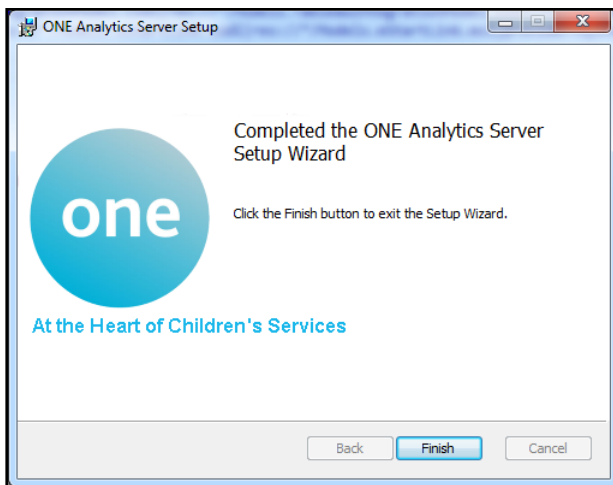 ONE Analytics Server Setup
Completed the ONE Analytics Server
Setup Wizard
one
Click the Finish button to exit the Setup Wizard.
At the Heart of Children's Services
Back
Finish
Cancel